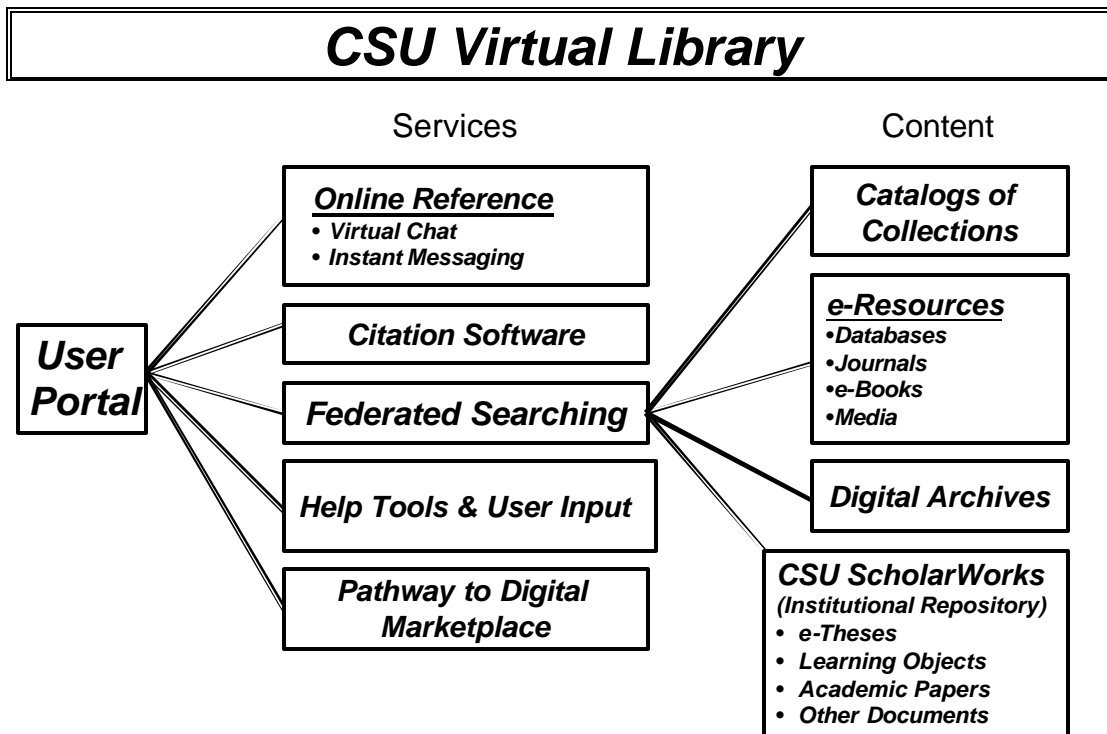 CSU Virtual Library
Services
Content
User
Portal
Online Reference
• Virtual Chat
• Instant Messaging
Citation Software
Federated Searching
Help Tools & User Input
Pathway to Digital
Marketplace
Catalogs of
Collections
e-Resources
•Databases
•Journals
•e-Books
•Media
Digital Archives
CSU ScholarWorks
(Institutional Repository)
• e-Theses
• Learning Objects
• Academic Papers
• Other Documents